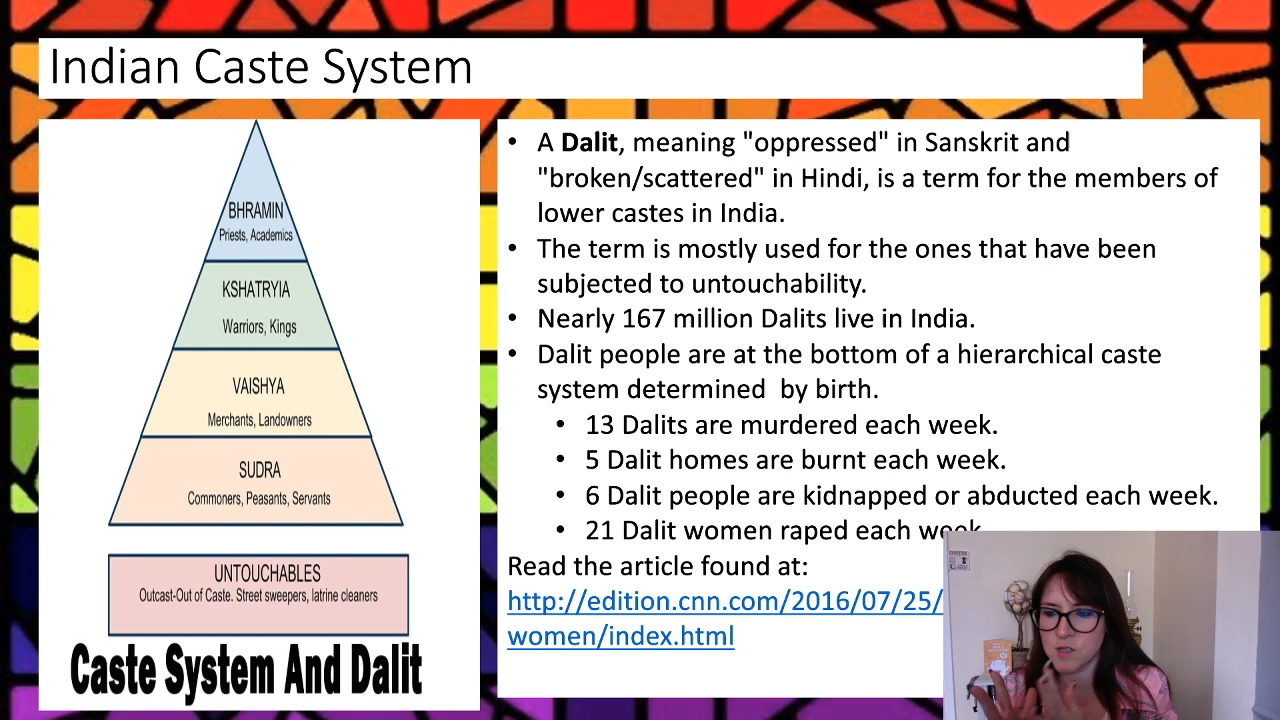 Indian Caste System
BHRAMIN
Priests, Academics
KSHATRYIA
Warriors, Kings
VAISHYA
Merchants, Landowners
SUDRA
Commoners, Peasants, Servants
UNTOUCHABLES
Outcast-Out of Caste. Street sweepers, latrine cleaners
Caste System And Dalit
• A Dalit, meaning "oppressed" in Sanskrit and
"broken/scattered" in Hindi, is a term for the members of
lower castes in India.
• The term is mostly used for the ones that have been
subjected to untouchability.
• Nearly 167 million Dalits live in India.
• Dalit people are at the bottom of a hierarchical caste
system determined by birth.
• 13 Dalits are murdered each week.
• 5 Dalit homes are burnt each week.
• 6 Dalit people are kidnapped or abducted each week.
• 21 Dalit women raped each week
Read the article found at:
http://edition.cnn.com/2016/07/25/
women/index.html